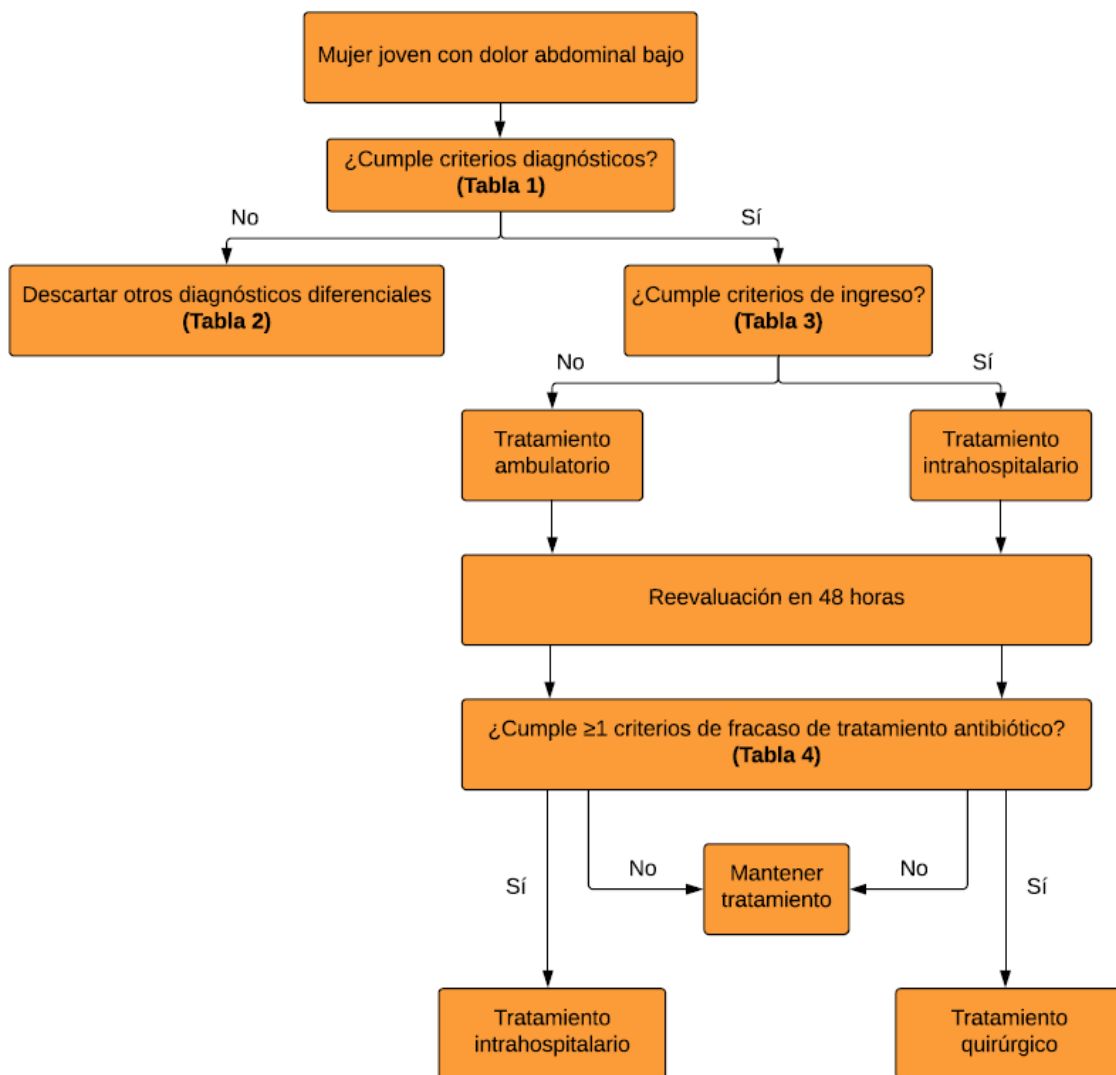 Mujer joven con dolor abdominal bajo
¿Cumple criterios diagnósticos?
(Tabla 1)
No
Sí
Descartar otros diagnósticos diferenciales
(Tabla 2)
¿Cumple criterios de ingreso?
(Tabla 3)
No
Sí
Tratamiento
ambulatorio
Tratamiento
intrahospitalario
Reevaluación en 48 horas
¿Cumple ≥1 criterios de fracaso de tratamiento antibiótico?
(Tabla 4)
Sí
No
Mantener
tratamiento
No
Sí
Tratamiento
intrahospitalario
Tratamiento
quirúrgico